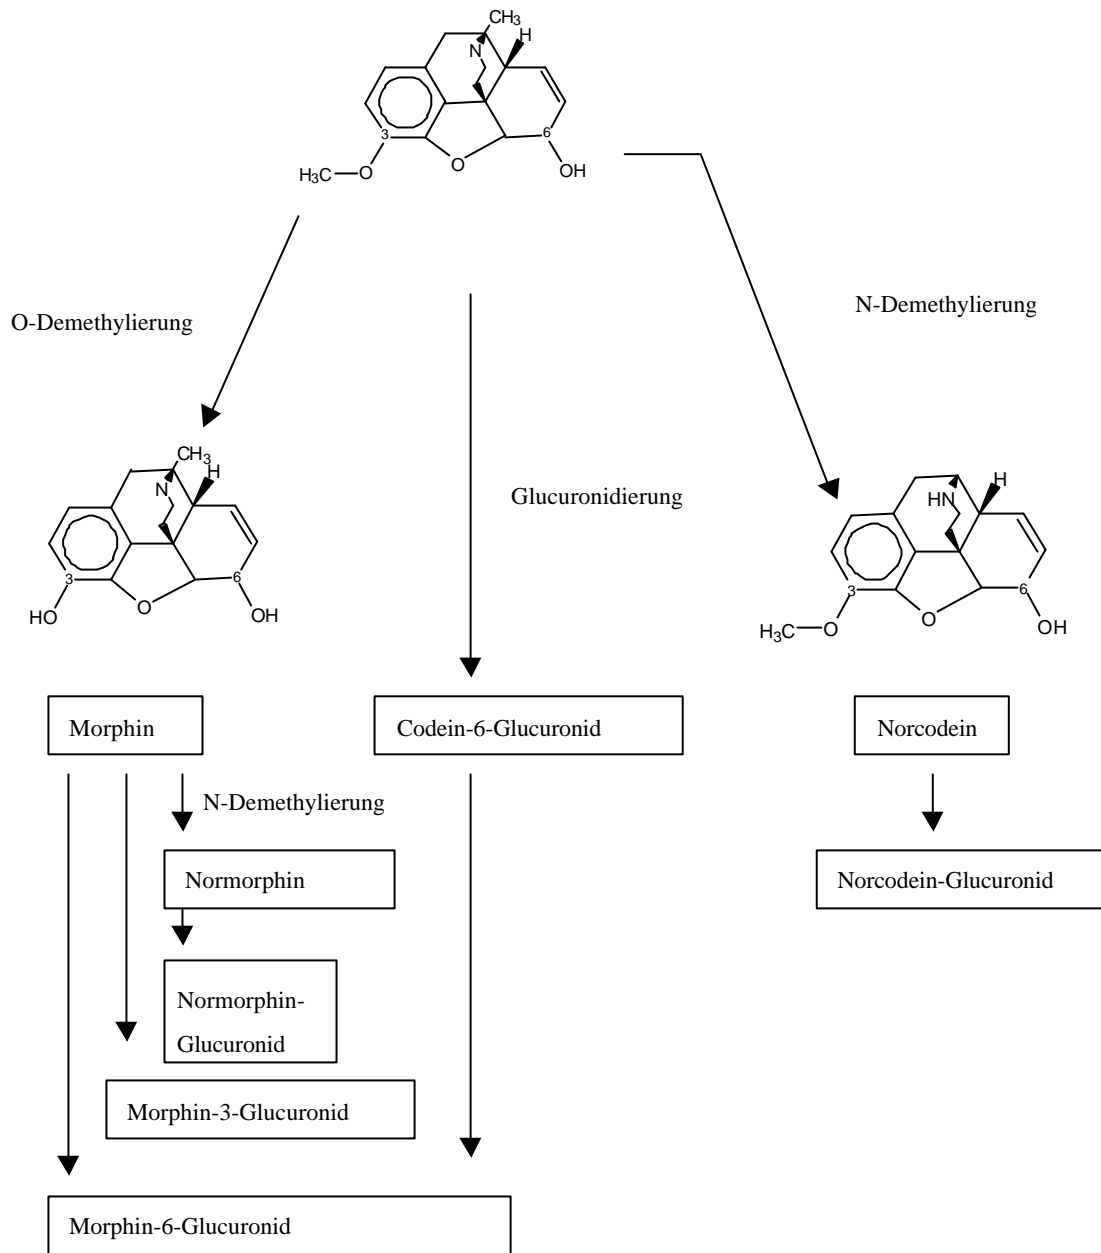 CH3
N
H
3
6
H3C
O
O
OH
O-Demethylierung
N-Demethylierung
Glucuronidierung
CH3
N
H
3
6
HO
O
OH
HN
H
3
6
H3C
O
O
OH
Morphin
Codein-6-Glucuronid
Norcodein
N-Demethylierung
Normorphin
Norcodein-Glucuronid
Normorphin-
Glucuronid
Morphin-3-Glucuronid
Morphin-6-Glucuronid